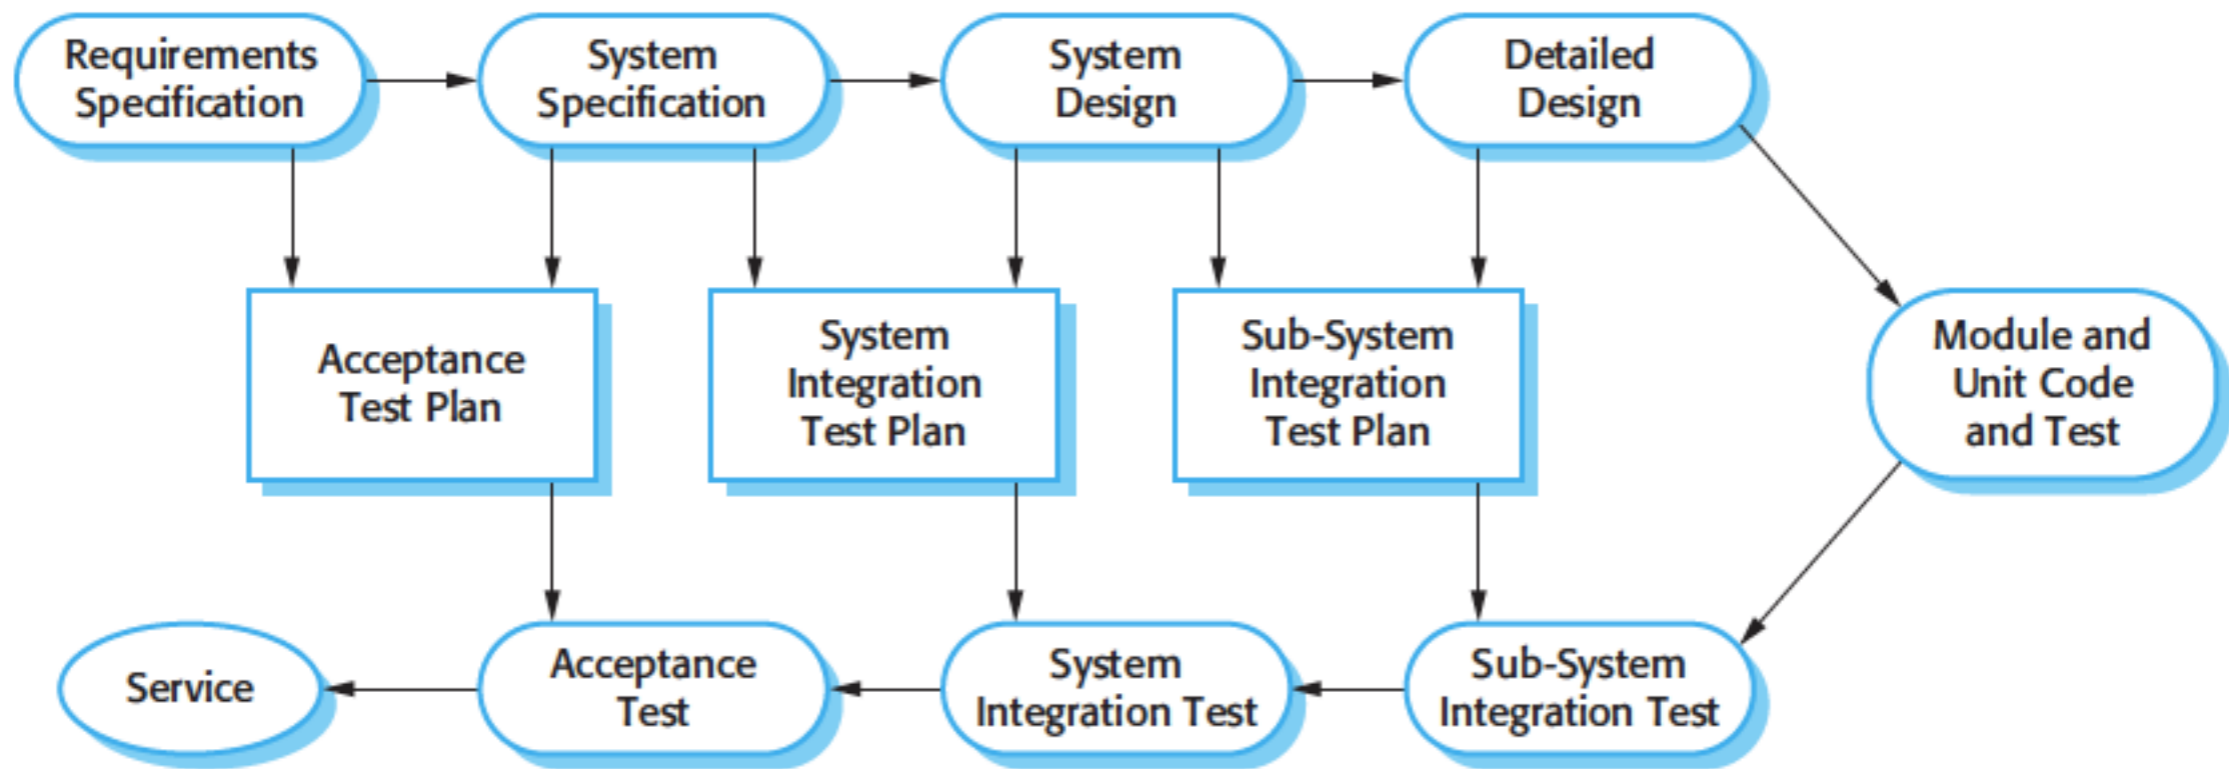 Requirements
Specification
System
Specification
System
Design
Detailed
Design
Acceptance
Test Plan
System
Integration
Test Plan
Sub-System
Integration
Test Plan
Module and
Unit Code
and Test
Service
Acceptance
Test
System
Integration Test
Sub-System
Integration Test